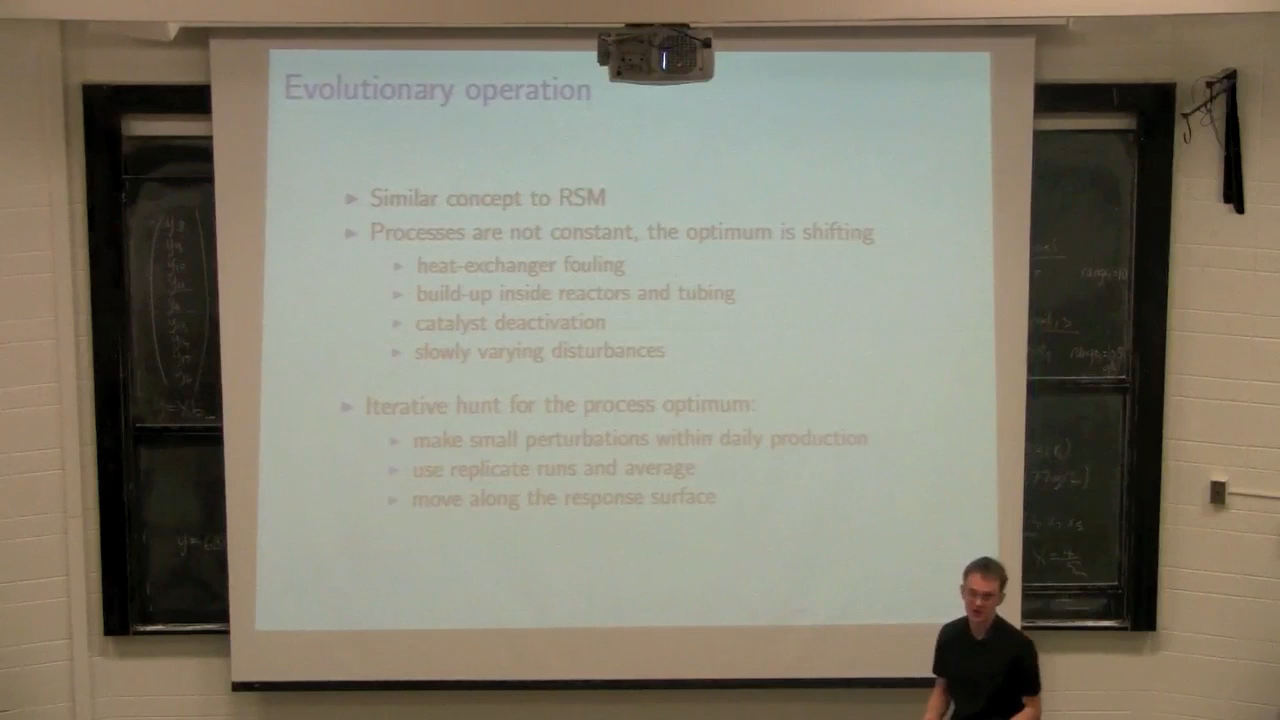 Evolutionary operation
Similar concept to RSM
Processes are not constant, the optimum is shifting
heat-exchanger fouling
build-up inside reactors and tubing
catalyst deactivation
slowly varying disturbances
Iterative hunt for the process optimum:
make small perturbations within daily production
use replicate runs and average
move along the response surface